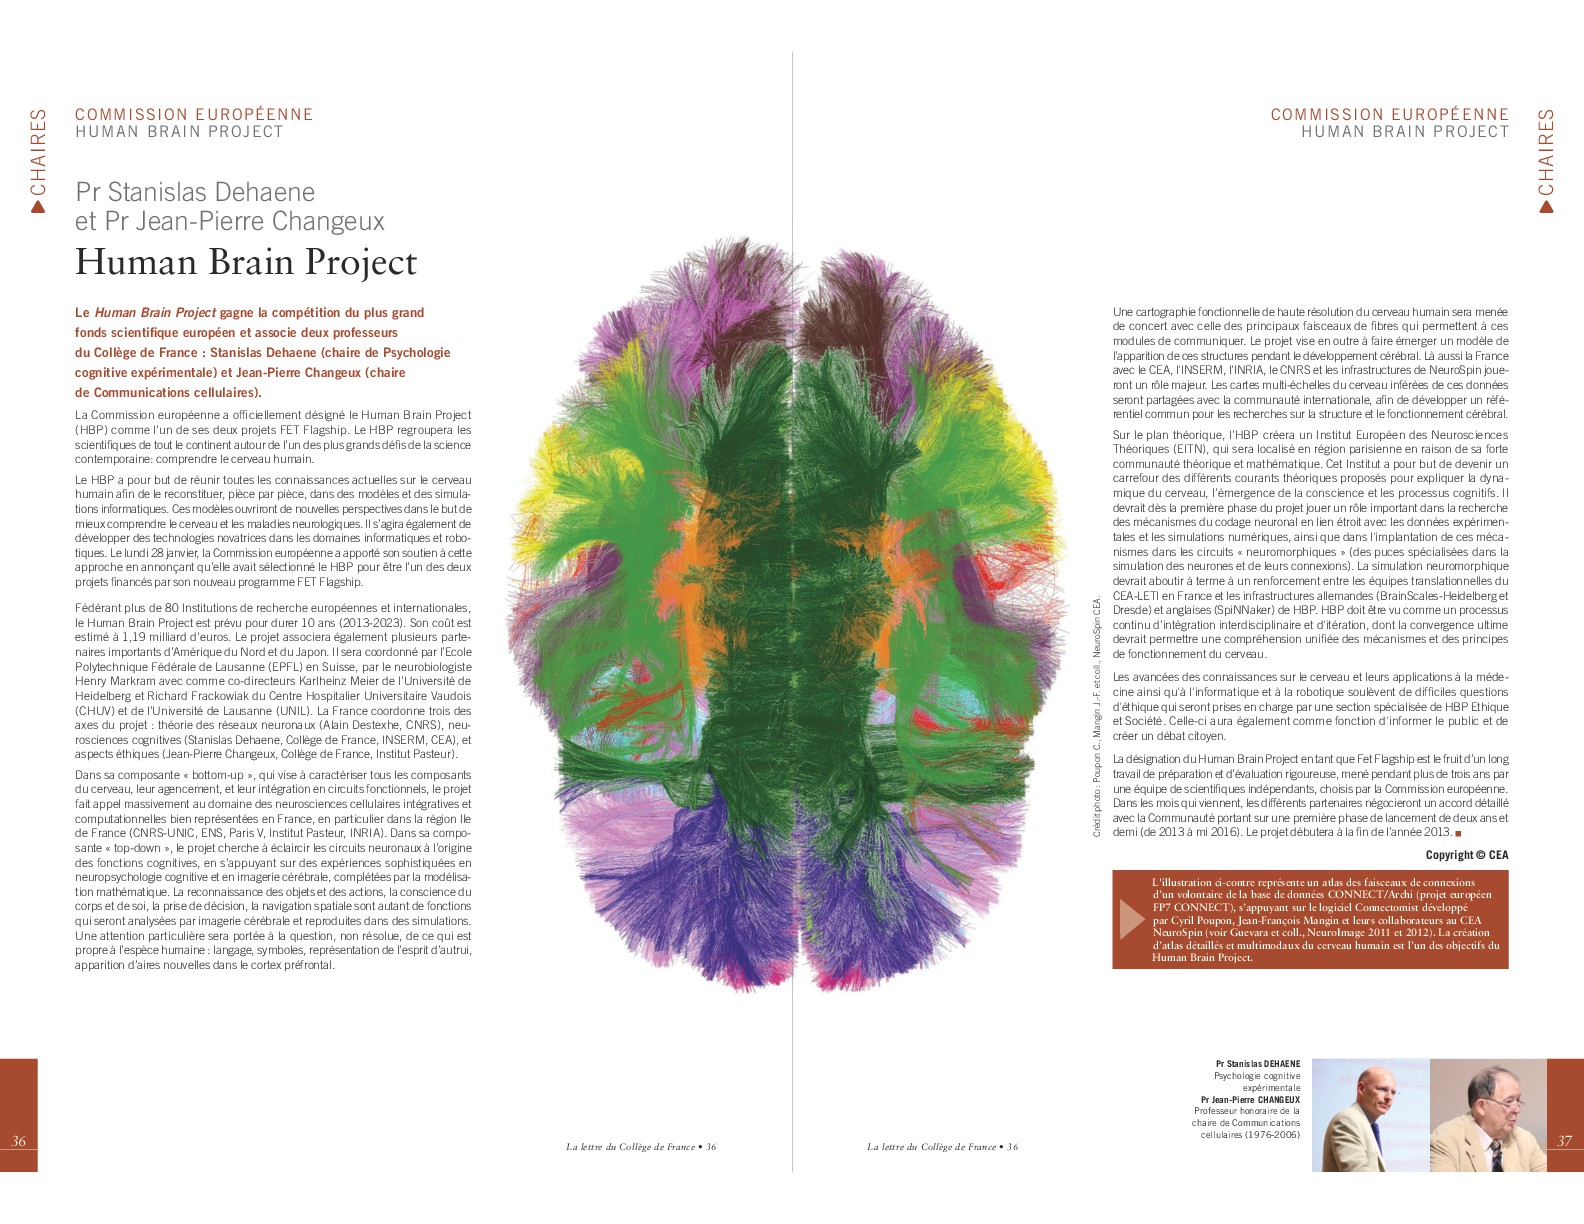 CHAIRES
COMMISSION EUROPÉENNE
HUMAN BRAIN PROJECT
Pr Stanislas Dehaene
et Pr Jean-Pierre Changeux
Human Brain Project
Le Human Brain Project gagne la compétition du plus grand
fonds scientifique européen et associe deux professeurs
du Collège de France : Stanislas Dehaene (chaire de Psychologie
cognitive expérimentale) et Jean-Pierre Changeux (chaire
de Communications cellulaires).
La Commission européenne a officiellement désigné le Human Brain Project
(HBP) comme l'un de ses deux projets FET Flagship. Le HBP regroupera les
scientifiques de tout le continent autour de l'un des plus grands défis de la science
contemporaine: comprendre le cerveau humain.
Le HBP a pour but de réunir toutes les connaissances actuelles sur le cerveau
humain afin de le reconstituer, pièce par pièce, dans des modèles et des simula-
tions informatiques. Ces modèles ouvriront de nouvelles perspectives dans le but de
mieux comprendre le cerveau et les maladies neurologiques. Il s'agira également de
développer des technologies novatrices dans les domaines informatiques et robo-
tiques. Le lundi 28 janvier, la Commission européenne a apporté son soutien à cette
approche en annonçant qu'elle avait sélectionné le HBP pour être l'un des deux
projets financés par son nouveau programme FET Flagship.
Fédérant plus de 80 Institutions de recherche européennes et internationales,
le Human Brain Project est prévu pour durer 10 ans (2013-2023). Son coût est
estimé à 1,19 milliard d'euros. Le projet associera également plusieurs parte-
naires importants d'Amérique du Nord et du Japon. Il sera coordonné par l'Ecole
Polytechnique Fédérale de Lausanne (EPFL) en Suisse, par le neurobiologiste
Henry Markram avec comme co-directeurs Karlheinz Meier de l'Université de
Heidelberg et Richard Frackowiak du Centre Hospitalier Universitaire Vaudois
(CHUV) et de l'Université de Lausanne (UNIL). La France coordonne trois des
axes du projet : théorie des réseaux neuronaux (Alain Destexhe, CNRS), neu-
rosciences cognitives (Stanislas Dehaene, Collège de France, INSERM, CEA), et
aspects éthiques (Jean-Pierre Changeux, Collège de France, Institut Pasteur).
Dans sa composante « bottom-up », qui vise à caractériser tous les composants
du cerveau, leur agencement, et leur intégration en circuits fonctionnels, le projet
fait appel massivement au domaine des neurosciences cellulaires intégratives et
computationnelles bien représentées en France, en particulier dans la région Ile
de France (CNRS-UNIC, ENS, Paris V, Institut Pasteur, INRIA). Dans sa compo-
sante « top-down », le projet cherche à éclaircir les circuits neuronaux à l'origine
des fonctions cognitives, en s'appuyant sur des expériences sophistiquées en
neuropsychologie cognitive et en imagerie cérébrale, complétées par la modélisa-
tion mathématique. La reconnaissance des objets et des actions, la conscience du
corps et de soi, la prise de décision, la navigation spatiale sont autant de fonctions
qui seront analysées par imagerie cérébrale et reproduites dans des simulations.
Une attention particulière sera portée à la question, non résolue, de ce qui est
propre à l'espèce humaine : langage, symboles, représentation de l'esprit d'autrui,
apparition d'aires nouvelles dans le cortex préfrontal.
36
La lettre du Collège de France • 36
COMMISSION EUROPÉENNE
HUMAN BRAIN PROJECT
CHAIRES
Une cartographie fonctionnelle de haute résolution du cerveau humain sera menée
de concert avec celle des principaux faisceaux de fibres qui permettent à ces
modules de communiquer. Le projet vise en outre à faire émerger un modèle de
l'apparition de ces structures pendant le développement cérébral. Là aussi la France
avec le CEA, l'INSERM, l'INRIA, le CNRS et les infrastructures de NeuroSpin joue-
ront un rôle majeur. Les cartes multi-échelles du cerveau inférées de ces données
seront partagées avec la communauté internationale, afin de développer un réfé-
rentiel commun pour les recherches sur la structure et le fonctionnement cérébral.
Sur le plan théorique, l'HBP créera un Institut Européen des Neurosciences
Théoriques (EITN), qui sera localisé en région parisienne en raison de sa forte
communauté théorique et mathématique. Cet Institut a pour but de devenir un
carrefour des différents courants théoriques proposés pour expliquer la dyna-
mique du cerveau, l'émergence de la conscience et les processus cognitifs. Il
devrait dès la première phase du projet jouer un rôle important dans la recherche
des mécanismes du codage neuronal en lien étroit avec les données expérimen-
tales et les simulations numériques, ainsi que dans l'implantation de ces méca-
nismes dans les circuits « neuromorphiques » (des puces spécialisées dans la
simulation des neurones et de leurs connexions). La simulation neuromorphique
devrait aboutir à terme à un renforcement entre les équipes translationnelles du
CEA-LETI en France et les infrastructures allemandes (BrainScales-Heidelberg et
Dresde) et anglaises (SpiNNaker) de HBP. HBP doit être vu comme un processus
continu d'intégration interdisciplinaire et d'itération, dont la convergence ultime
devrait permettre une compréhension unifiée des mécanismes et des principes
de fonctionnement du cerveau.
Les avancées des connaissances sur le cerveau et leurs applications à la méde-
cine ainsi qu'à l'informatique et à la robotique soulèvent de difficiles questions
d'éthique qui seront prises en charge par une section spécialisée de HBP Ethique
et Société. Celle-ci aura également comme fonction d'informer le public et de
créer un débat citoyen.
La désignation du Human Brain Project en tant que Fet Flagship est le fruit d'un long
travail de préparation et d'évaluation rigoureuse, mené pendant plus de trois ans par
une équipe de scientifiques indépendants, choisis par la Commission européenne.
Dans les mois qui viennent, les différents partenaires négocieront un accord détaillé
avec la Communauté portant sur une première phase de lancement de deux ans et
demi (de 2013 à mi 2016). Le projet débutera à la fin de l'année 2013.
Copyright © CEA
Crédit photo : Poupon C., Mangin J.-F. et coll., NeuroSpin CEA.
L'illustration ci-contre représente un atlas des faisceaux de connexions
d'un volontaire de la base de données CONNECT/Archi (projet européen
FP7 CONNECT), s'appuyant sur le logiciel Connectomist développé
par Cyril Poupon, Jean-François Mangin et leurs collaborateurs au CEA
NeuroSpin (voir Guevara et coll., NeuroImage 2011 et 2012). La création
d'atlas détaillés et multimodaux du cerveau humain est l'un des objectifs du
Human Brain Project.
Pr Stanislas DEHAENE
Psychologie cognitive
expérimentale
Pr Jean-Pierre CHANGEUX
Professeur honoraire de la
chaire de Communications
cellulaires (1976-2006)
La lettre du Collège de France • 36
37